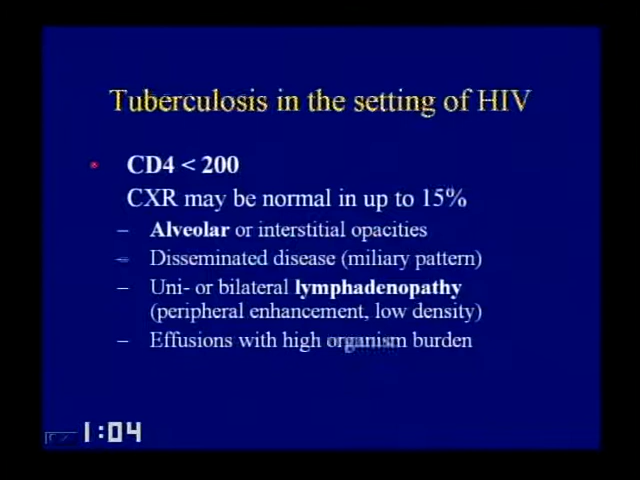 Tuberculosis in the setting of HIV
CD4 < 200
CXR may be normal in up to 15%
– Alveolar or interstitial opacities
– Disseminated disease (miliary pattern)
– Uni- or bilateral lymphadenopathy
(peripheral enhancement, low density)
– Effusions with high organism burden
1:04